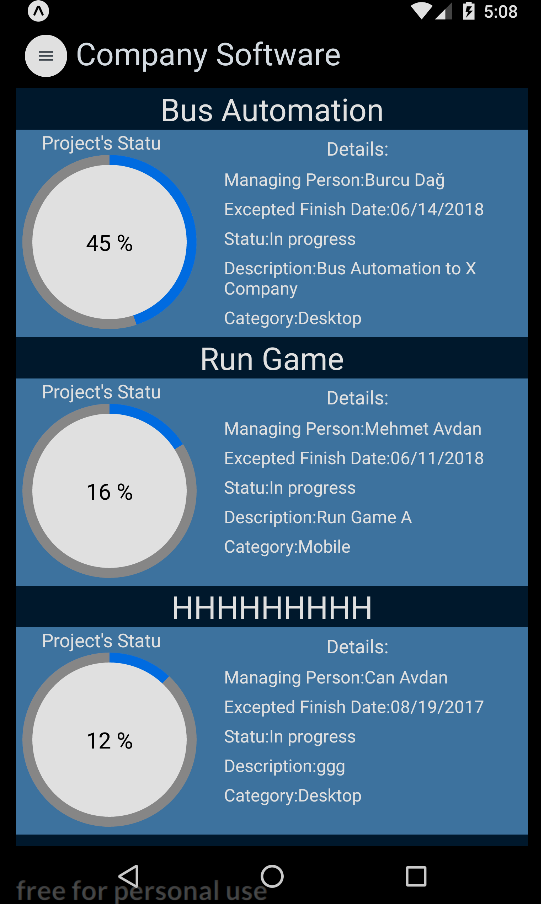 5:08
Company Software
Bus Automation
Project's Statu
45 %
Details:
Managing Person:Burcu Dağ
Excepted Finish Date:06/14/2018
Statu:In progress
Description:Bus Automation to X
Company
Category:Desktop
Run Game
Project's Statu
16 %
Details:
Managing Person:Mehmet Avdan
Excepted Finish Date:06/11/2018
Statu:In progress
Description:Run Game A
Category:Mobile
HHHHHHHHHH
Project's Statu
12 %
Details:
Managing Person:Can Avdan
Excepted Finish Date:08/19/2017
Statu:In progress
Description:ggg
Category:Desktop
free for personal use